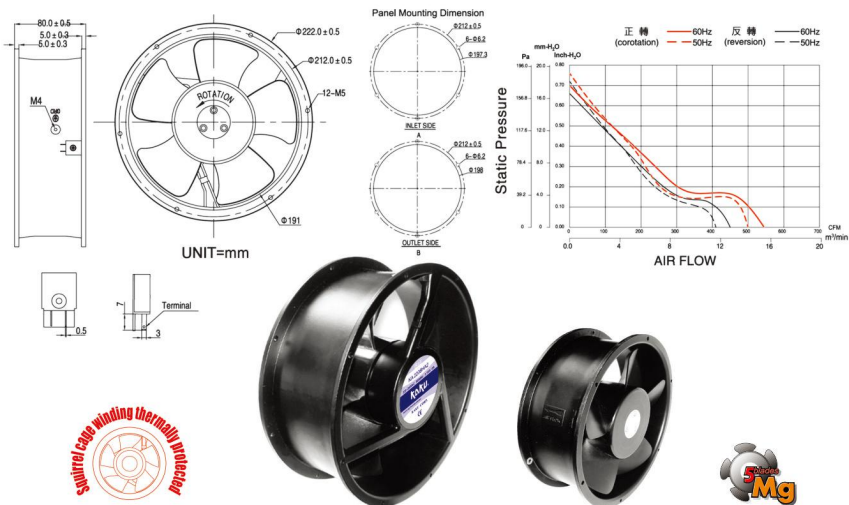 80.0±0.5
5.0±0.3
5.0±0.3
M4
ROTATION
Φ222.0±0.5
Φ212.0±0.5
12-M5
Φ191
UNIT=mm
Panel Mounting Dimension
Φ212±0.5
6-Φ6.2
Φ197.3
INLET SIDE
A
Φ212±0.5
6-Φ6.2
Φ198
OUTLET SIDE
B
正 轉
(corotation)
60Hz
50Hz
反 轉
(reversion)
60Hz
50Hz
Pa
mm-H₂O
Inch-H₂O
196.0 20.0 0.80
0.70
156.8 16.0
0.60
117.6 12.0 0.50
0.40
78.4 8.0 0.30
0.20
39.2 4.0
0.10
0 0 0.00
Static Pressure
0 100 200 300 400 500 600 700 CFM
0.0 4 8 12 16 20 m³/min
AIR FLOW
0.5
7
3
Terminal
Squirrel cage winding thermally protected
KAKU
CE
5blades
Mg